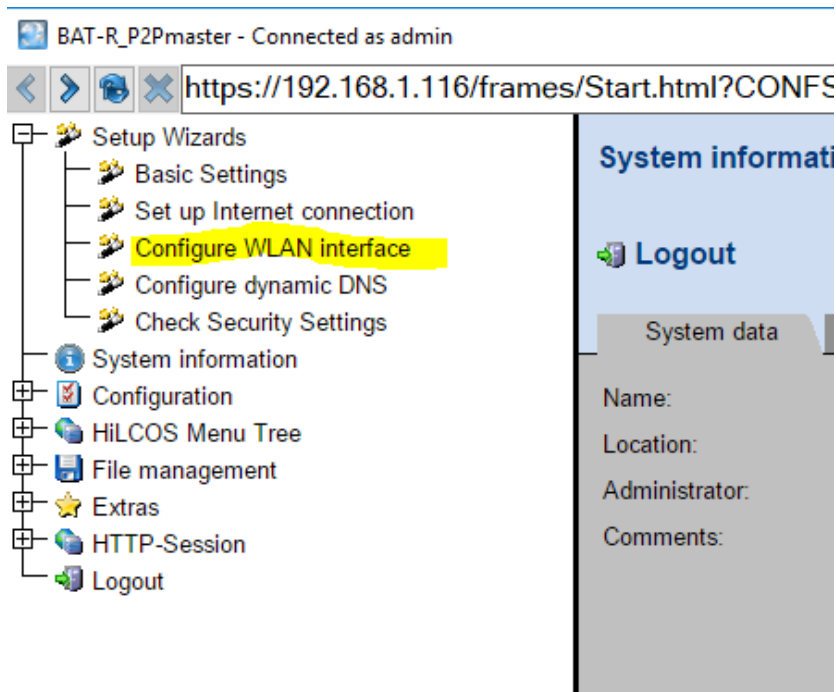 BAT-R_P2Pmaster - Connected as admin
https://192.168.1.116/frames/Start.html?CONFS
Setup Wizards
Basic Settings
Set up Internet connection
Configure WLAN interface
Configure dynamic DNS
Check Security Settings
System information
Configuration
HiLCOS Menu Tree
File management
Extras
HTTP-Session
Logout
System informati
Logout
System data
Name:
Location:
Administrator:
Comments: